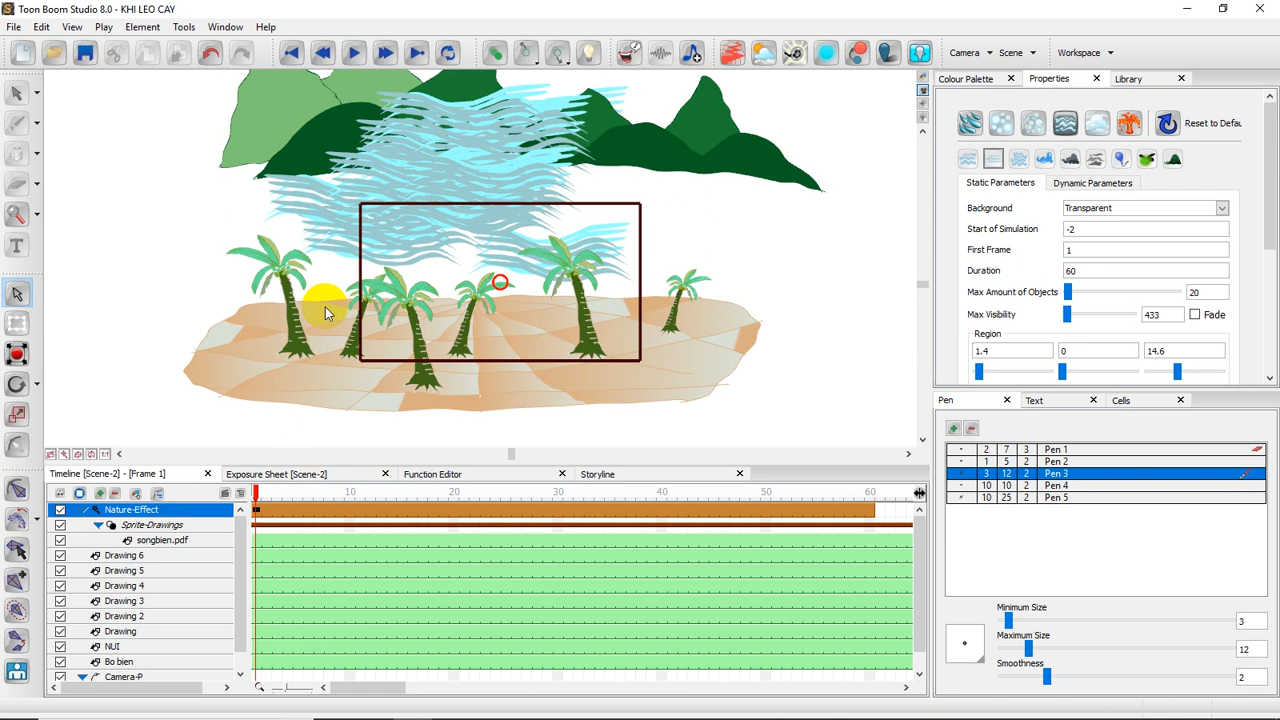 Toon Boom Studio 8.0 - KHI LEO CAY
File Edit View Play Element Tools Window Help
Camera Scene Workspace
Colour Palette Properties Library
Reset to Defau
Static Parameters Dynamic Parameters
Background Transparent
Start of Simulation -2
First Frame 1
Duration 60
Max Amount of Objects 20
Max Visibility 433 Fade
Region
1.4 0 14.6
Pen Text Cells
- 2 7 3 Pen 1
- 1 5 2 Pen 2
3 12 2 Pen 3
- 10 10 2 Pen 4
10 25 2 Pen 5
Minimum Size
3
Maximum Size
12
Smoothness
2
Timeline [Scene-2] - [Frame 1] Exposure Sheet [Scene-2] Function Editor Storyline
10 20 30 40 50 60
Nature-Effect
Sprite-Drawings
songbien.pdf
Drawing 6
Drawing 5
Drawing 4
Drawing 3
Drawing 2
Drawing
NUI
Bo bien
Camera-P